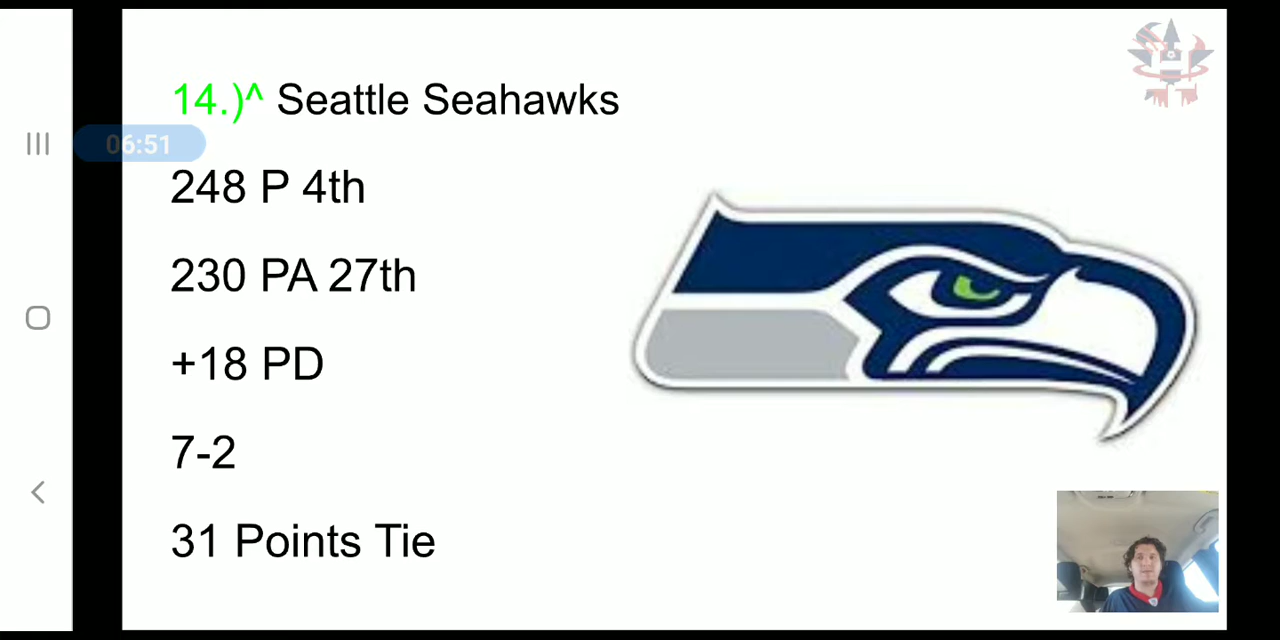 14.)^ Seattle Seahawks
06:51
248 P 4th
230 PA 27th
+18 PD
7-2
31 Points Tie